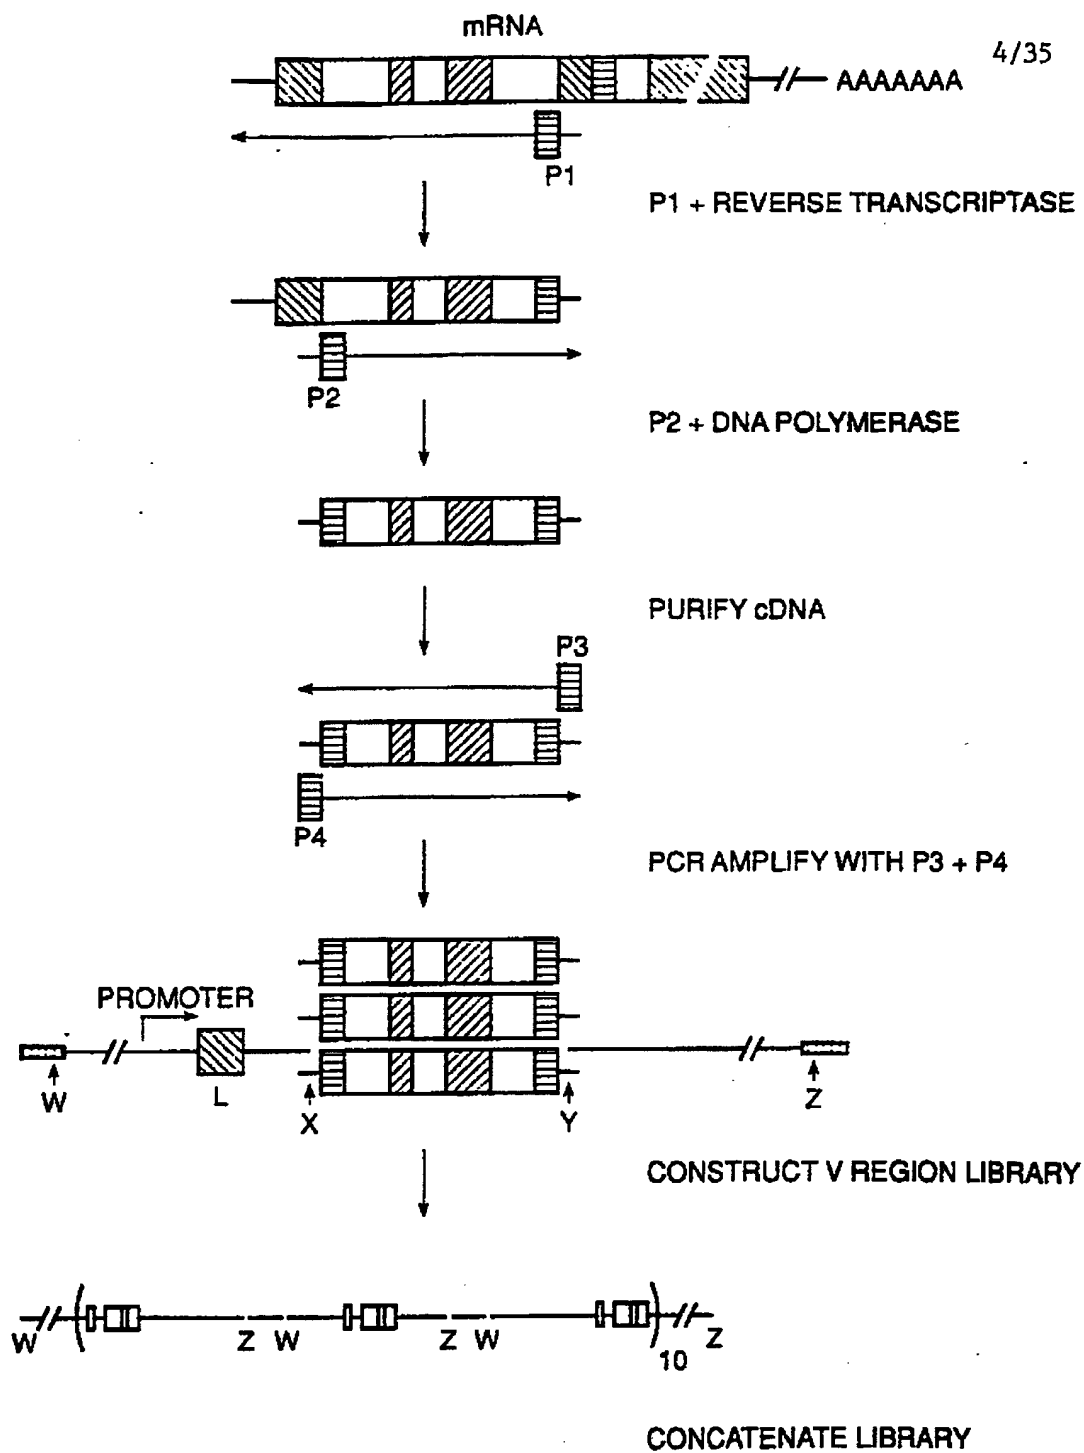 mRNA
4/35
AAAAAAA
P1
P1 + REVERSE TRANSCRIPTASE
P2
P2 + DNA POLYMERASE
PURIFY cDNA
P3
P4
PCR AMPLIFY WITH P3 + P4
PROMOTER
W
L
X
Y
Z
CONSTRUCT V REGION LIBRARY
W
Z W
Z W
10
Z
CONCATENATE LIBRARY